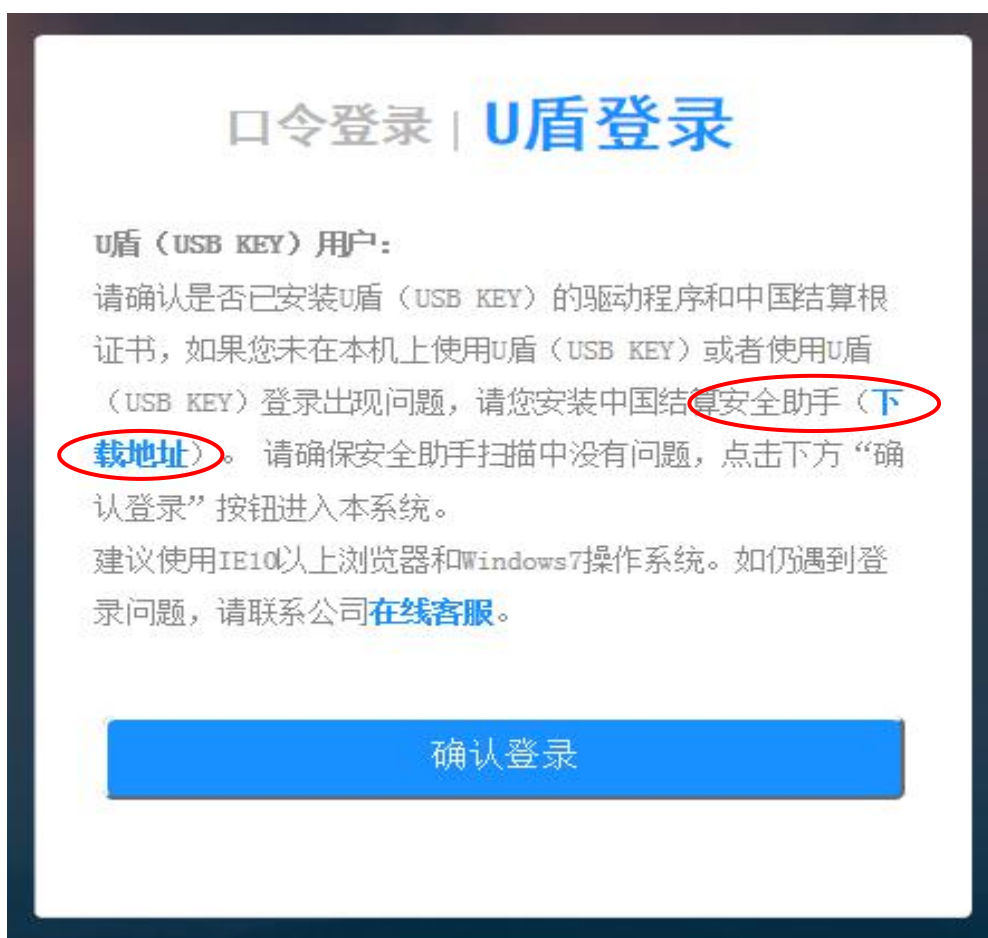 口令登录 | U盾登录
U盾（USB KEY）用户：
请确认是否已安装U盾（USB KEY）的驱动程序和中国结算根
证书，如果您未在本机上使用U盾（USB KEY）或者使用U盾
（USB KEY）登录出现问题，请您安装中国结算安全助手（下
载地址）。 请确保安全助手扫描中没有问题，点击下方“确
认登录”按钮进入本系统。
建议使用IE10以上浏览器和Windows7操作系统。如仍遇到登
录问题，请联系公司在线客服。
确认登录